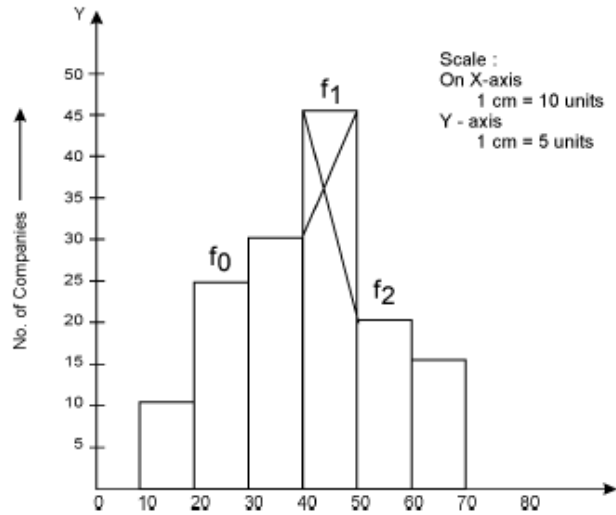 Y
Scale :
On X-axis
1 cm = 10 units
Y - axis
1 cm = 5 units
50
45
40
35
30
25
20
15
10
5
No. of Companies
f0
f1
f2
0 10 20 30 40 50 60 70 80